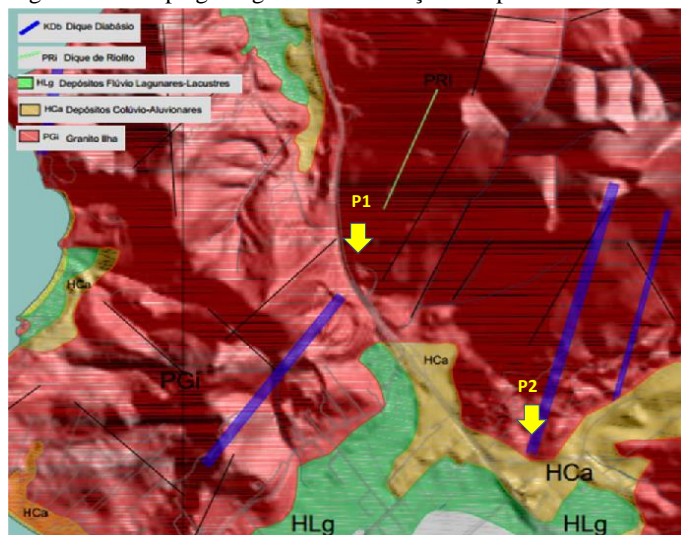 KDb Dique Diabásio
PRi Dique de Riolito
HLg Depósitos Flúvio Lagunares-Lacustres
HCa Depósitos Colúvio-Aluvionares
PGi Granito Ilha
PRI
P1
HCa
PGi
HCa
P2
HCa
HCa
HLg
HLg